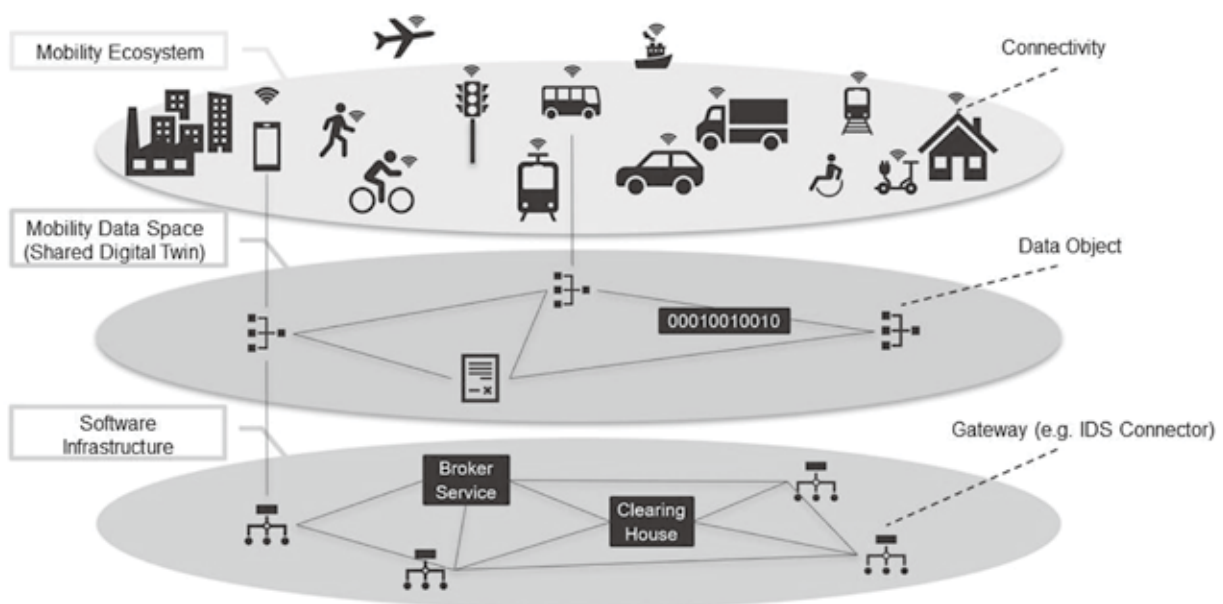 Mobility Ecosystem
Connectivity
Mobility Data Space
(Shared Digital Twin)
Data Object
00010010010
Software
Infrastructure
Gateway (e.g. IDS Connector)
Broker
Service
Clearing
House